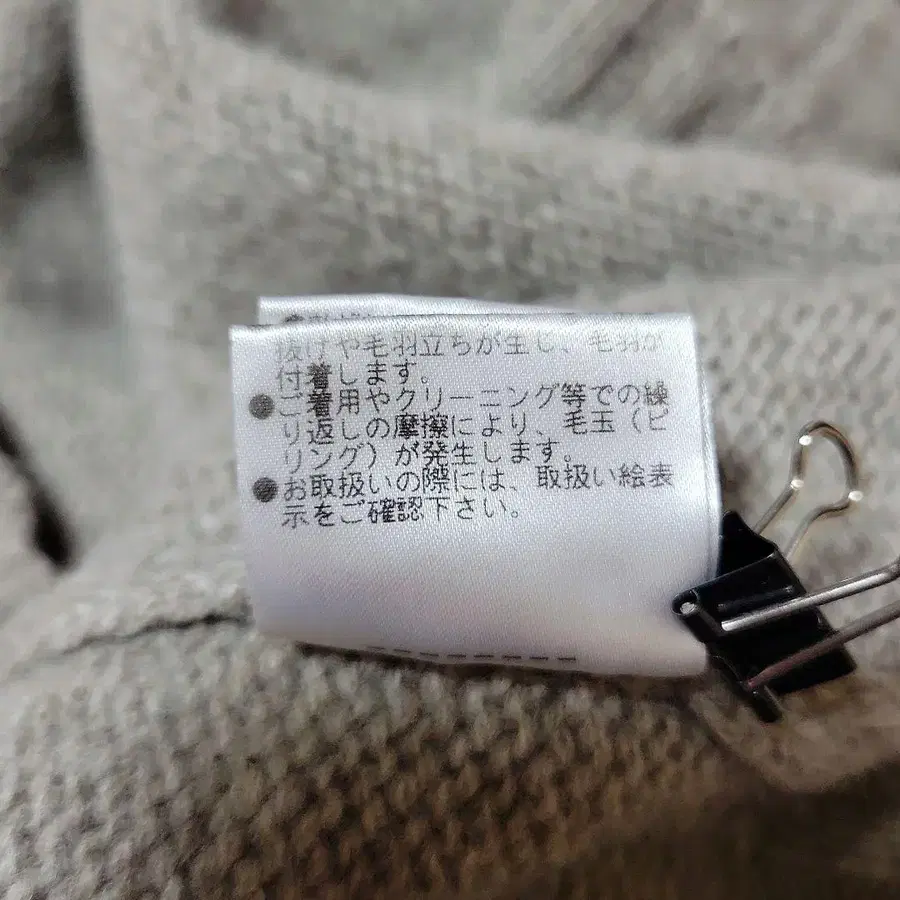 抜けや毛羽立ちが生じ、毛羽が
付着します。
●ご着用やクリーニング等での繰
り返しの摩擦により、毛玉（ピ
リング）が発生します。
●お取扱いの際には、取扱い絵表
示をご確認下さい。